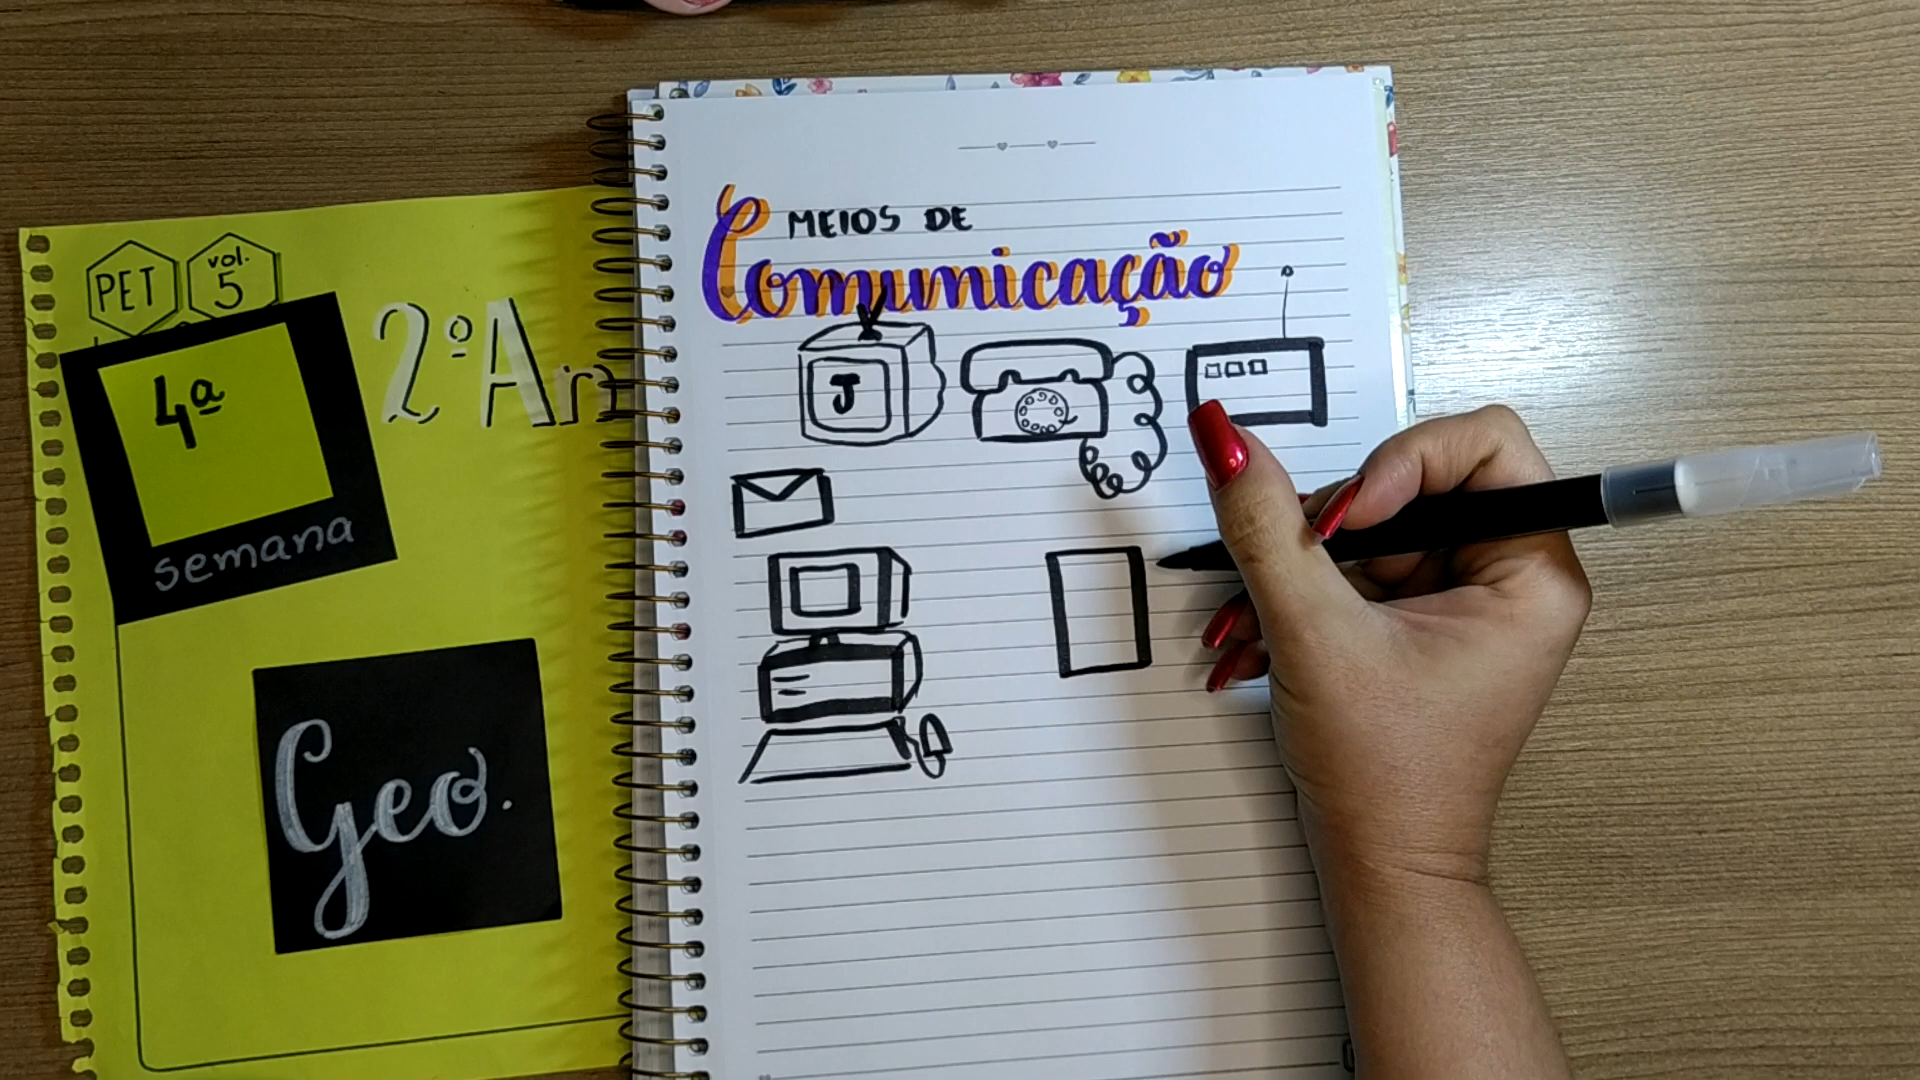 PET
vol.
5
2º An
4ª
semana
Geo.
MEIOS DE
Comunicação
J